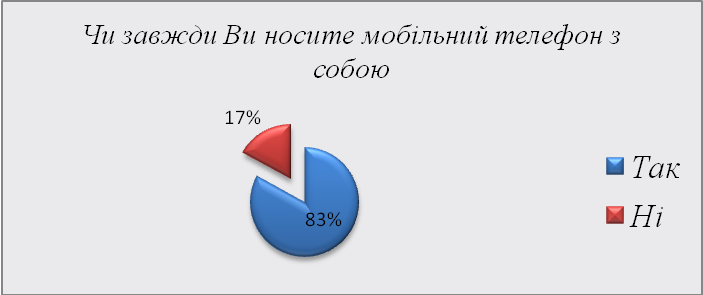 Чи завжди Ви носите мобільний телефон з
собою
17%
83%
Так
Ні